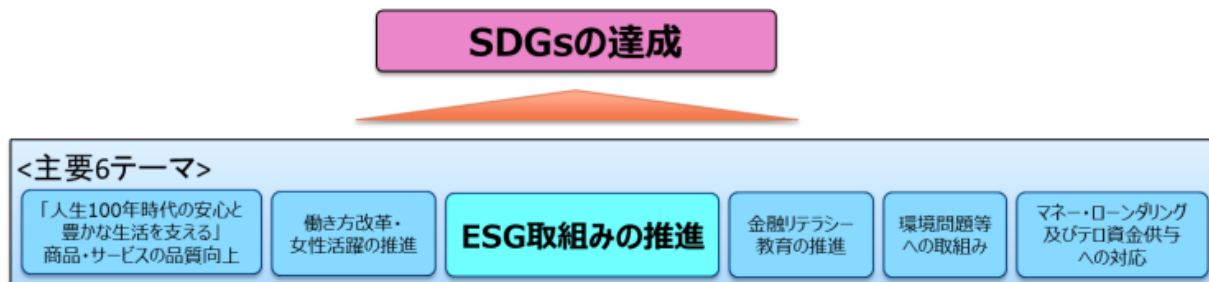 SDGsの達成
<主要6テーマ>
「人生100年時代の安心と
豊かな生活を支える」
商品・サービスの品質向上
働き方改革・
女性活躍の推進
ESG取組みの推進
金融リテラシー
教育の推進
環境問題等
への取組み
マネー・ローンダリング
及びテロ資金供与
への対応